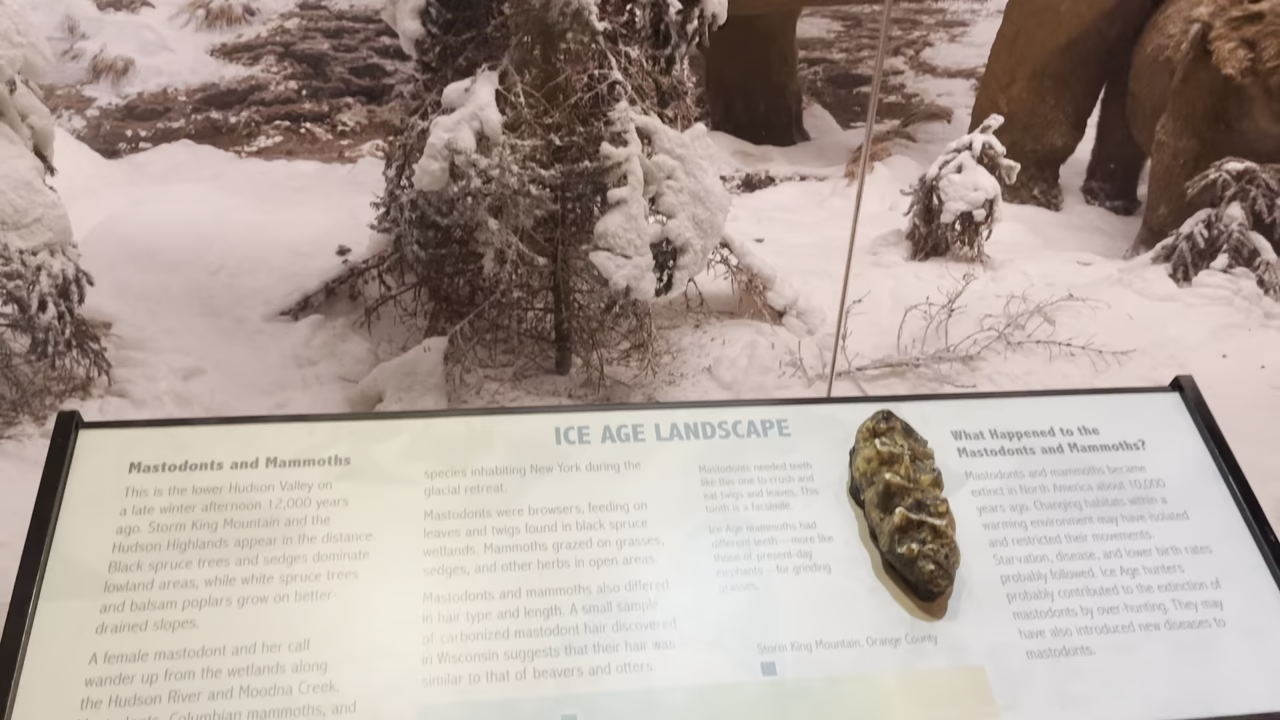 ICE AGE LANDSCAPE
Mastodonts and Mammoths
This is the lower Hudson Valley on
a late winter afternoon 12,000 years
ago. Storm King Mountain and the
Hudson Highlands appear in the distance.
Black spruce trees and sedges dominate
lowland areas, while white spruce trees
and balsam poplars grow on better-
drained slopes.
A female mastodont and her calf
wander up from the wetlands along
the Hudson River and Moodna Creek.
Mastodonts, Columbian mammoths, and
species inhabiting New York during the
glacial retreat.
Mastodonts were browsers, feeding on
leaves and twigs found in black spruce
wetlands. Mammoths grazed on grasses,
sedges, and other herbs in open areas.
Mastodonts and mammoths also differed
in hair type and length. A small sample
of carbonized mastodont hair discovered
in Wisconsin suggests that their hair was
similar to that of beavers and otters.
Mastodonts needed teeth
like this one to crush and
eat twigs and leaves. This
tooth is a facsimile.
Ice Age mammoths had
different teeth—more like
those of present-day
elephants—for grinding
grasses.
Storm King Mountain, Orange County
What Happened to the
Mastodonts and Mammoths?
Mastodonts and mammoths became
extinct in North America about 10,000
years ago. Changing habitats within a
warming environment may have isolated
and restricted their movements.
Starvation, disease, and lower birth rates
probably followed. Ice Age hunters
probably contributed to the extinction of
mastodonts by over-hunting. They may
have also introduced new diseases to
mastodonts.